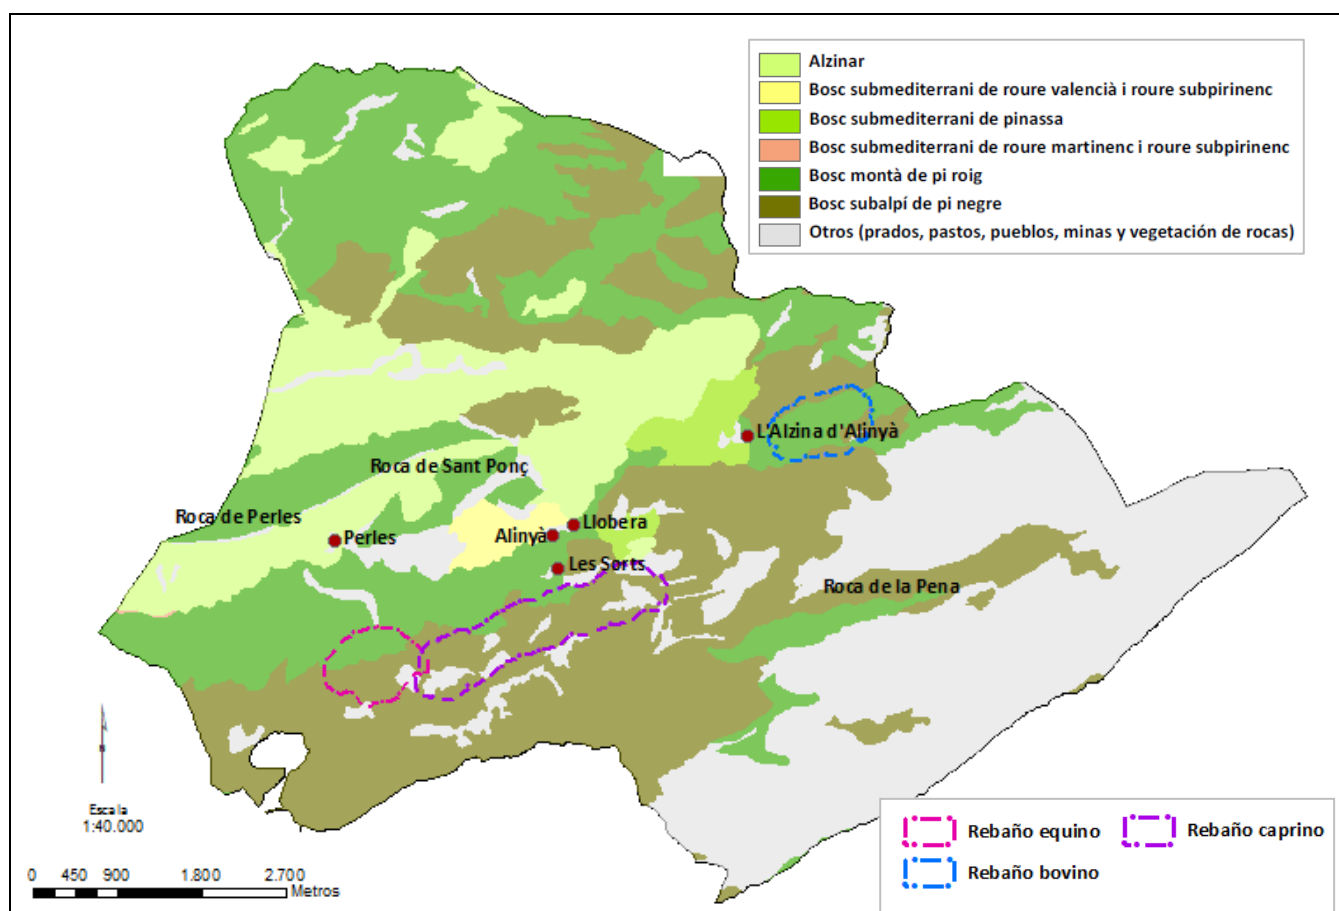 Alzinar
Bosc submediterrani de roure valencià i roure subpirinenc
Bosc submediterrani de pinassa
Bosc submediterrani de roure martinenc i roure subpirinenc
Bosc montà de pi roig
Bosc subalpí de pi negre
Otros (prados, pastos, pueblos, minas y vegetación de rocas)
L'Alzina d'Alinyà
Roca de Sant Ponç
Roca de Perles
Perles
Llobera
Alinyà
Les Sorts
Roca de la Pena
Escala
1:40.000
0 450 900 1.800 2.700
Metros
Rebaño equino
Rebaño caprino
Rebaño bovino